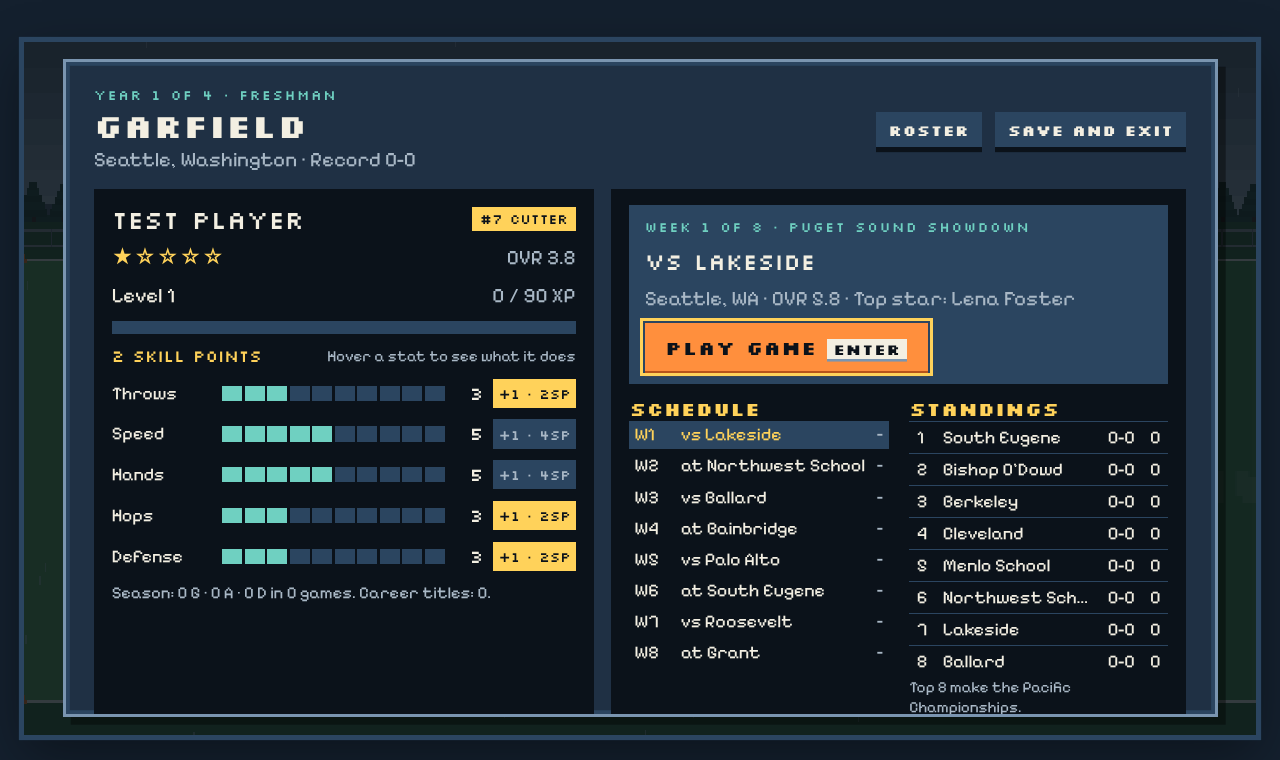 YEAR 1 OF 4 · FRESHMAN
GARFIELD
Seattle, Washington · Record 0-0
ROSTER
SAVE AND EXIT
TEST PLAYER
#7 CUTTER
★☆☆☆☆
OVR 3.8
Level 1
0 / 90 XP
2 SKILL POINTS
Hover a stat to see what it does
Throws 3 +1 · 2SP
Speed 5 +1 · 4SP
Hands 5 +1 · 4SP
Hops 3 +1 · 2SP
Defense 3 +1 · 2SP
Season: 0 G · 0 A · 0 D in 0 games. Career titles: 0.
WEEK 1 OF 8 · PUGET SOUND SHOWDOWN
VS LAKESIDE
Seattle, WA · OVR 5.8 · Top star: Lena Foster
PLAY GAME ENTER
SCHEDULE
W1 vs Lakeside -
W2 at Northwest School -
W3 vs Ballard -
W4 at Bainbridge -
W5 vs Palo Alto -
W6 at South Eugene -
W7 vs Roosevelt -
W8 at Grant -
STANDINGS
1 South Eugene 0-0 0
2 Bishop O'Dowd 0-0 0
3 Berkeley 0-0 0
4 Cleveland 0-0 0
5 Menlo School 0-0 0
6 Northwest Sch... 0-0 0
7 Lakeside 0-0 0
8 Ballard 0-0 0
Top 8 make the Pacific
Championships.